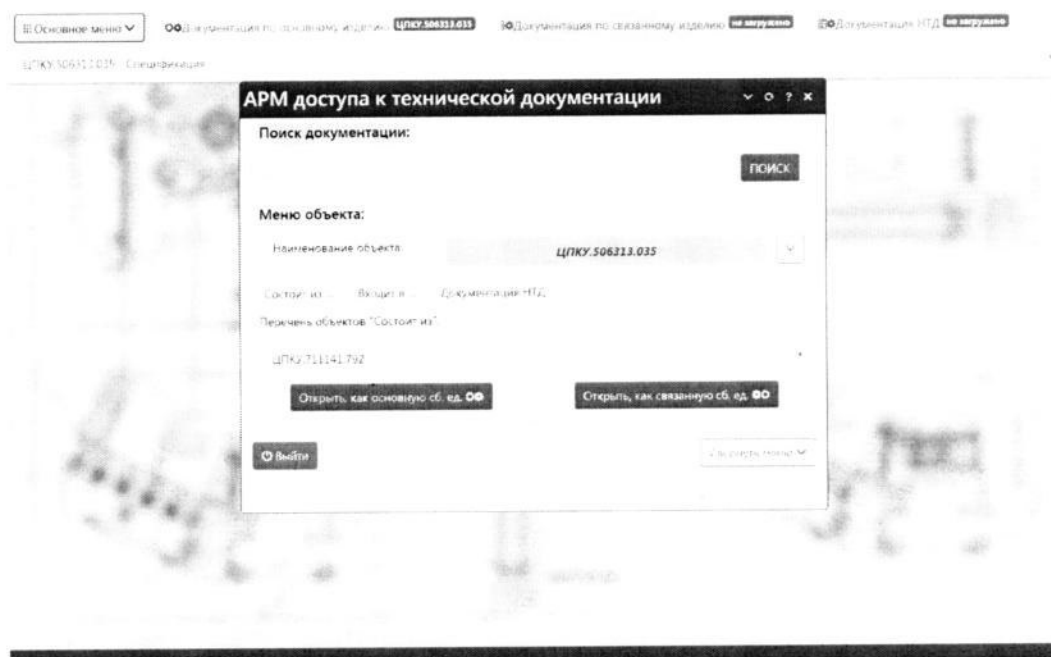 Основное меню
Документация по основному изделию ЦПКУ.506313.035
Документация по связанному изделию не загружено
Документация НТД не загружено
ЦПКУ.506313.035 - Спецификация
АРМ доступа к технической документации
Поиск документации:
ПОИСК
Меню объекта:
Наименование объекта:
ЦПКУ.506313.035
Состоит из ... Входит в ... Документация НТД
Перечень объектов "Состоит из":
ЦПКУ.711141.792
Открыть, как основную сб. ед.
Открыть, как связанную сб. ед.
Выйти
меню